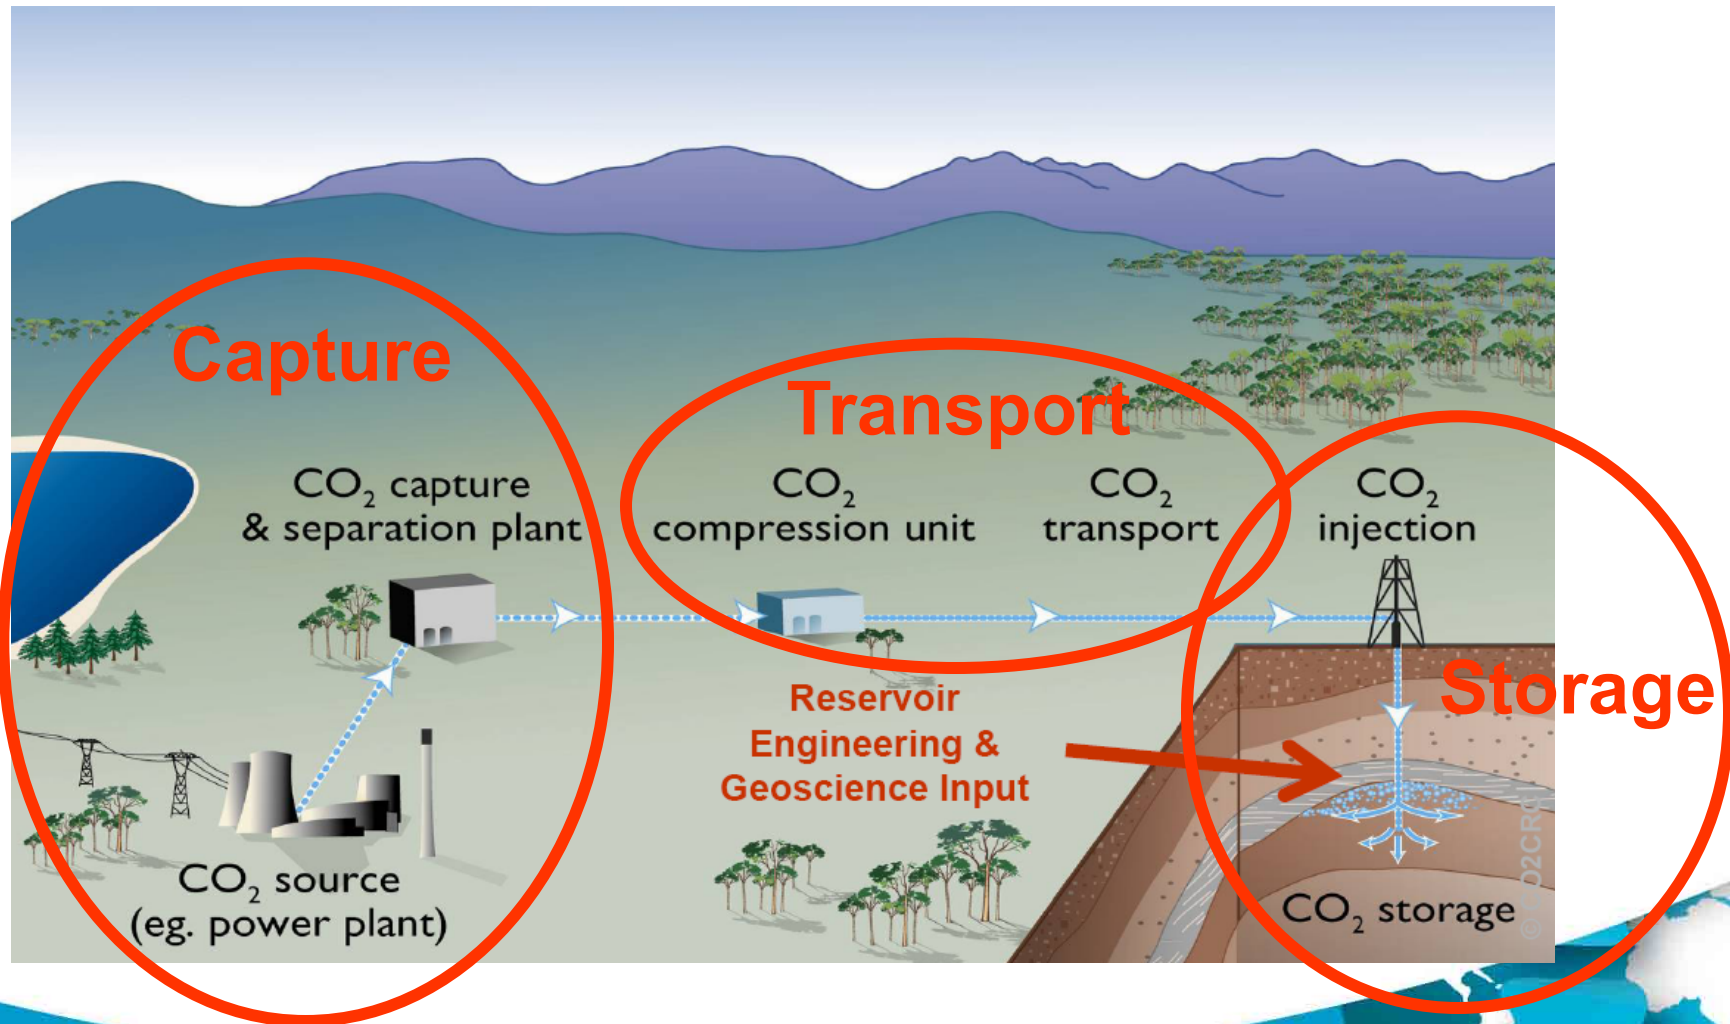 Capture
Transport
CO₂ capture
& separation plant
CO₂
compression unit
CO₂
transport
CO₂
injection
Storage
Reservoir
Engineering &
Geoscience Input
CO₂ source
(eg. power plant)
CO₂ storage
© CO2CRC